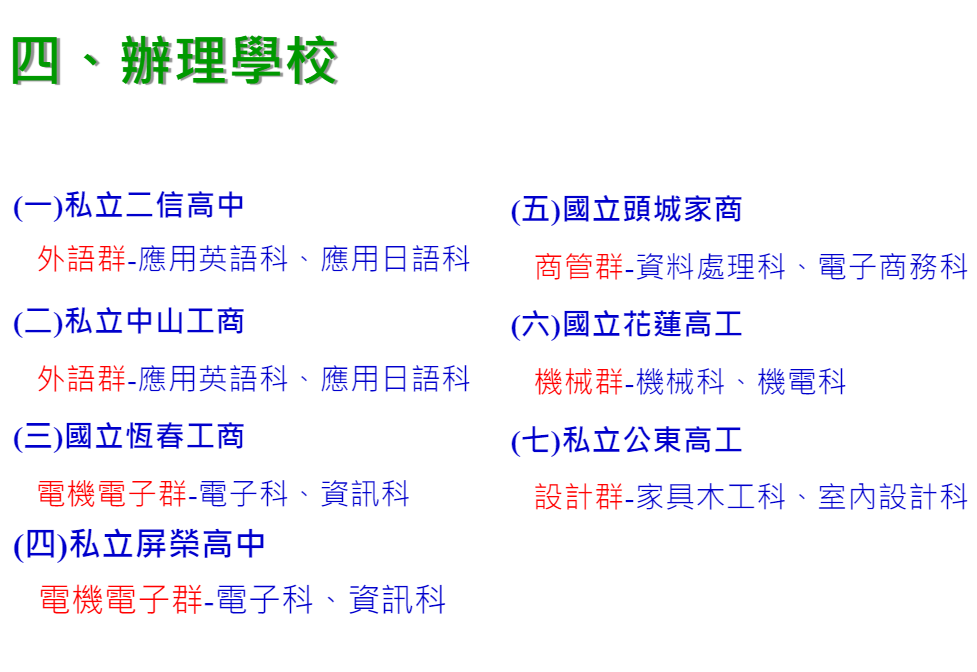 四、辦理學校
(一)私立二信高中
外語群-應用英語科、應用日語科
(二)私立中山工商
外語群-應用英語科、應用日語科
(三)國立恆春工商
電機電子群-電子科、資訊科
(四)私立屏榮高中
電機電子群-電子科、資訊科
(五)國立頭城家商
商管群-資料處理科、電子商務科
(六)國立花蓮高工
機械群-機械科、機電科
(七)私立公東高工
設計群-家具木工科、室內設計科